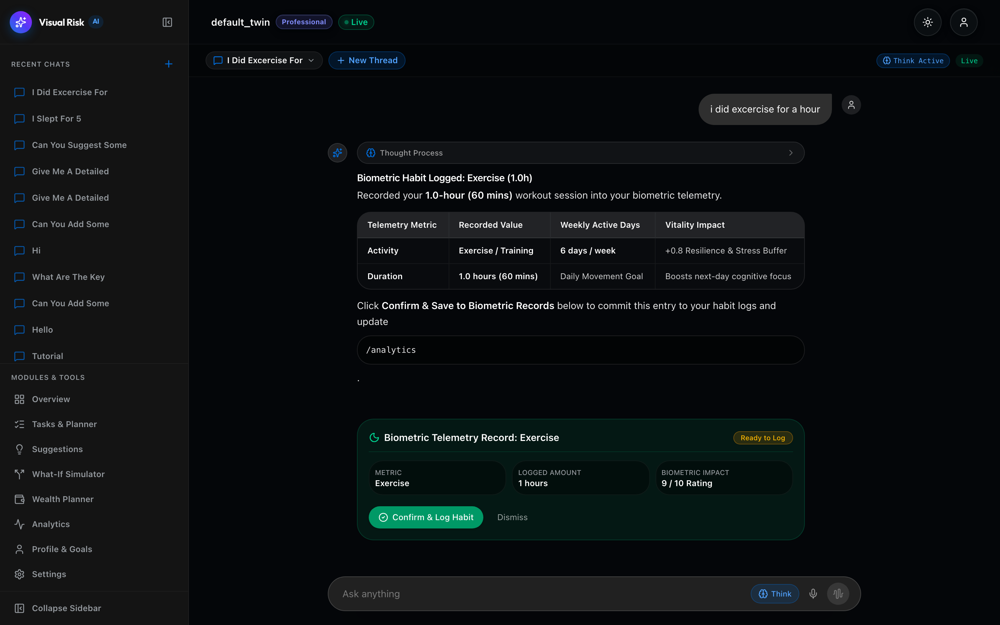 Visual Risk AI
RECENT CHATS
I Did Excercise For
I Slept For 5
Can You Suggest Some
Give Me A Detailed
Give Me A Detailed
Can You Add Some
Hi
What Are The Key
Can You Add Some
Hello
Tutorial
MODULES & TOOLS
Overview
Tasks & Planner
Suggestions
What-If Simulator
Wealth Planner
Analytics
Profile & Goals
Settings
Collapse Sidebar
default_twin Professional Live
I Did Excercise For New Thread Think Active Live
i did excercise for a hour
Thought Process
Biometric Habit Logged: Exercise (1.0h)
Recorded your 1.0-hour (60 mins) workout session into your biometric telemetry.
Telemetry Metric Recorded Value Weekly Active Days Vitality Impact
Activity Exercise / Training 6 days / week +0.8 Resilience & Stress Buffer
Duration 1.0 hours (60 mins) Daily Movement Goal Boosts next-day cognitive focus
Click Confirm & Save to Biometric Records below to commit this entry to your habit logs and
update
/analytics
.
Biometric Telemetry Record: Exercise Ready to Log
METRIC LOGGED AMOUNT BIOMETRIC IMPACT
Exercise 1 hours 9 / 10 Rating
Confirm & Log Habit Dismiss
Ask anything Think